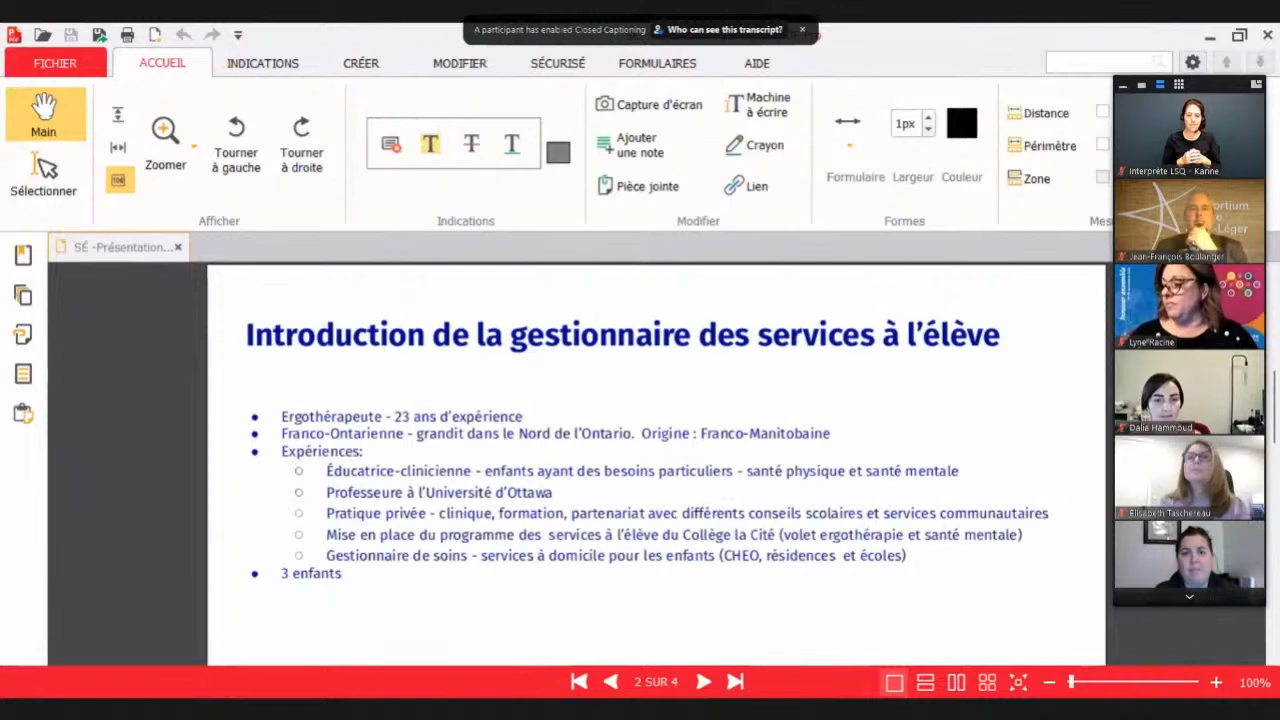 A participant has enabled Closed Captioning Who can see this transcript?
FICHIER ACCUEIL INDICATIONS CRÉER MODIFIER SÉCURISÉ FORMULAIRES AIDE
Main
Sélectionner
Zoomer
Tourner à gauche
Tourner à droite
Afficher
T T T
Indications
Capture d'écran
Ajouter une note
Pièce jointe
Machine à écrire
Crayon
Lien
Modifier
Formulaire
1px
Largeur
Couleur
Formes
Distance
Périmètre
Zone
Mes
SÉ -Présentation...
Introduction de la gestionnaire des services à l’élève
● Ergothérapeute - 23 ans d’expérience
● Franco-Ontarienne - grandit dans le Nord de l’Ontario. Origine : Franco-Manitobaine
● Expériences:
○ Éducatrice-clinicienne - enfants ayant des besoins particuliers - santé physique et santé mentale
○ Professeure à l’Université d’Ottawa
○ Pratique privée - clinique, formation, partenariat avec différents conseils scolaires et services communautaires
○ Mise en place du programme des services à l’élève du Collège la Cité (volet ergothérapie et santé mentale)
○ Gestionnaire de soins - services à domicile pour les enfants (CHEO, résidences et écoles)
● 3 enfants
Interprète LSQ - Karine
Jean-François Boulanger
Lyne Racine
Dalia Hammoud
Elisabeth Taschereau
2 SUR 4
100%